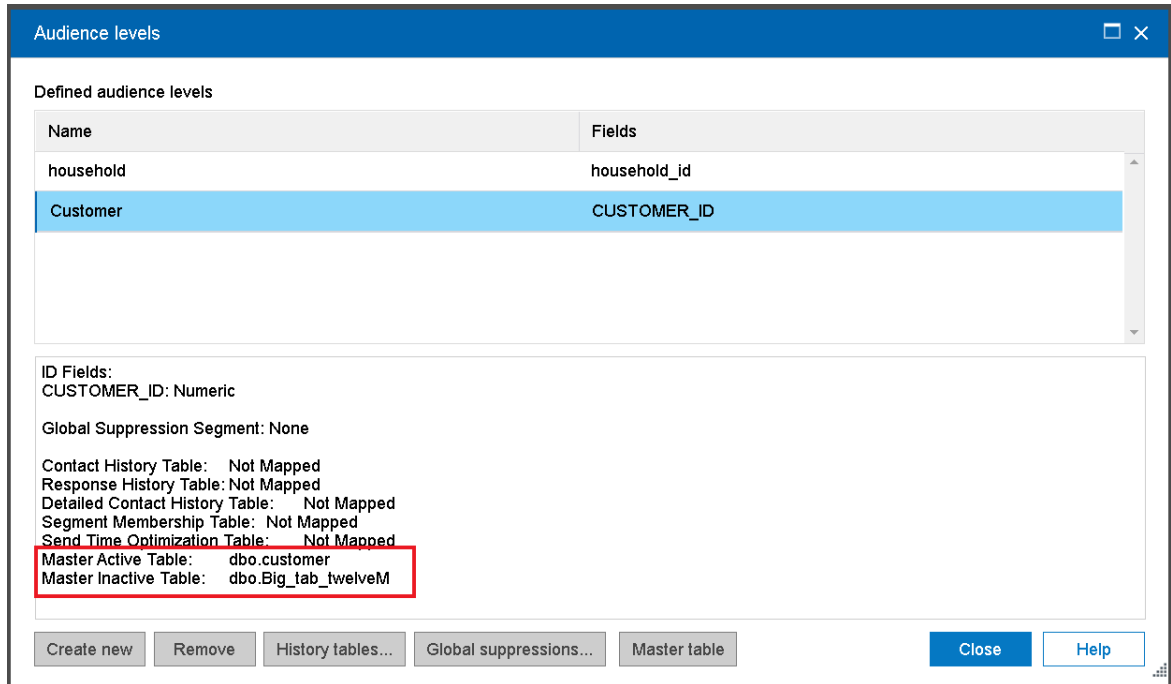 Audience levels
Defined audience levels
Name Fields
household household_id
Customer CUSTOMER_ID
ID Fields:
CUSTOMER_ID: Numeric
Global Suppression Segment: None
Contact History Table: Not Mapped
Response History Table: Not Mapped
Detailed Contact History Table: Not Mapped
Segment Membership Table: Not Mapped
Send Time Optimization Table: Not Mapped
Master Active Table: dbo.customer
Master Inactive Table: dbo.Big_tab_twelveM
Create new Remove History tables... Global suppressions... Master table Close Help